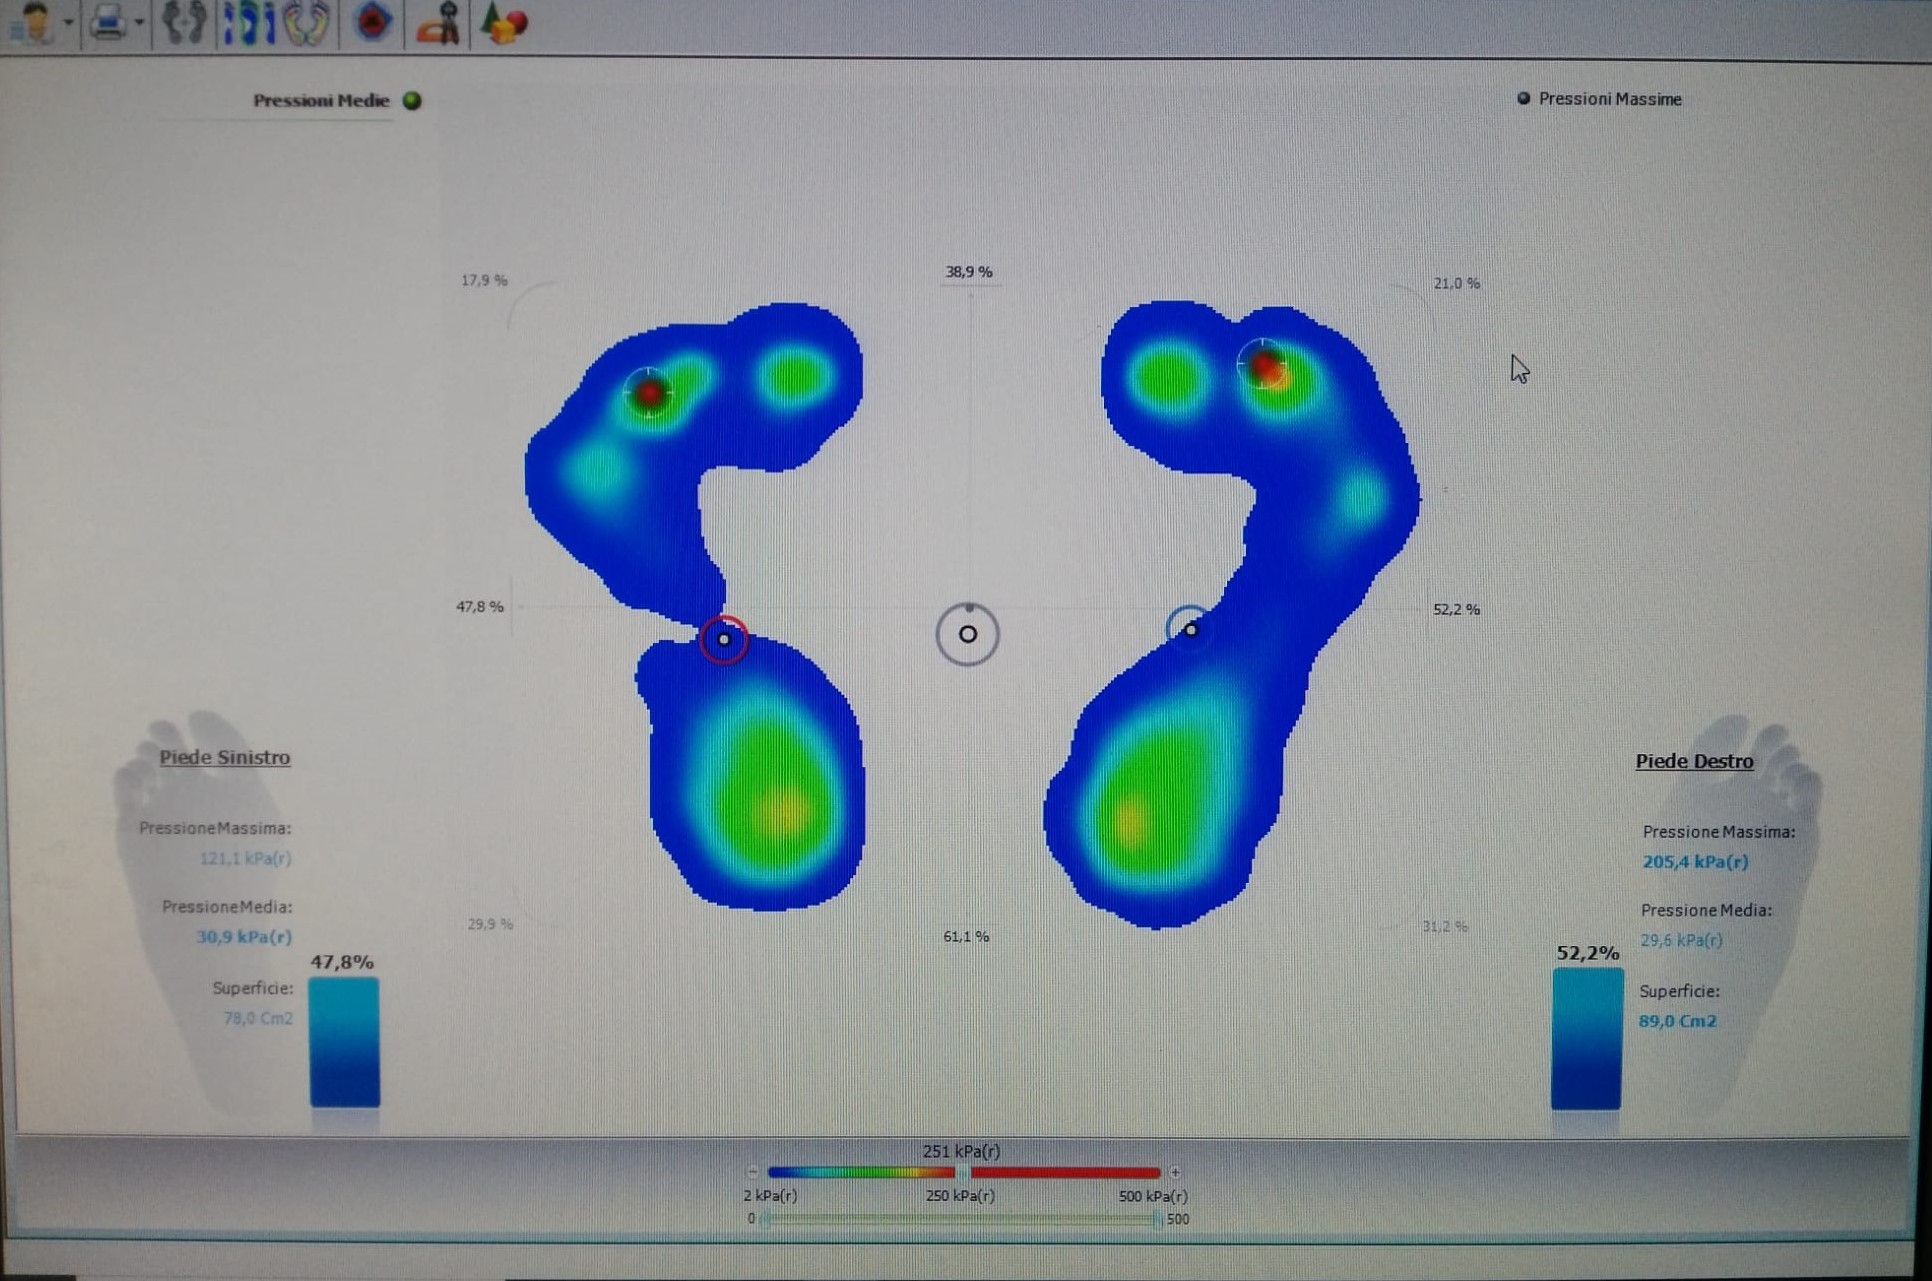 Pressioni Medie
Pressioni Massime
17,9 %
38,9 %
21,0 %
47,8 %
52,2 %
29,9 %
61,1 %
31,2 %
Piede Sinistro
PressioneMassima:
121,1 kPa(r)
PressioneMedia:
30,9 kPa(r)
Superficie:
78,0 Cm2
47,8%
Piede Destro
Pressione Massima:
205,4 kPa(r)
Pressione Media:
29,6 kPa(r)
Superficie:
89,0 Cm2
52,2%
251 kPa(r)
2 kPa(r)
250 kPa(r)
500 kPa(r)
0
500